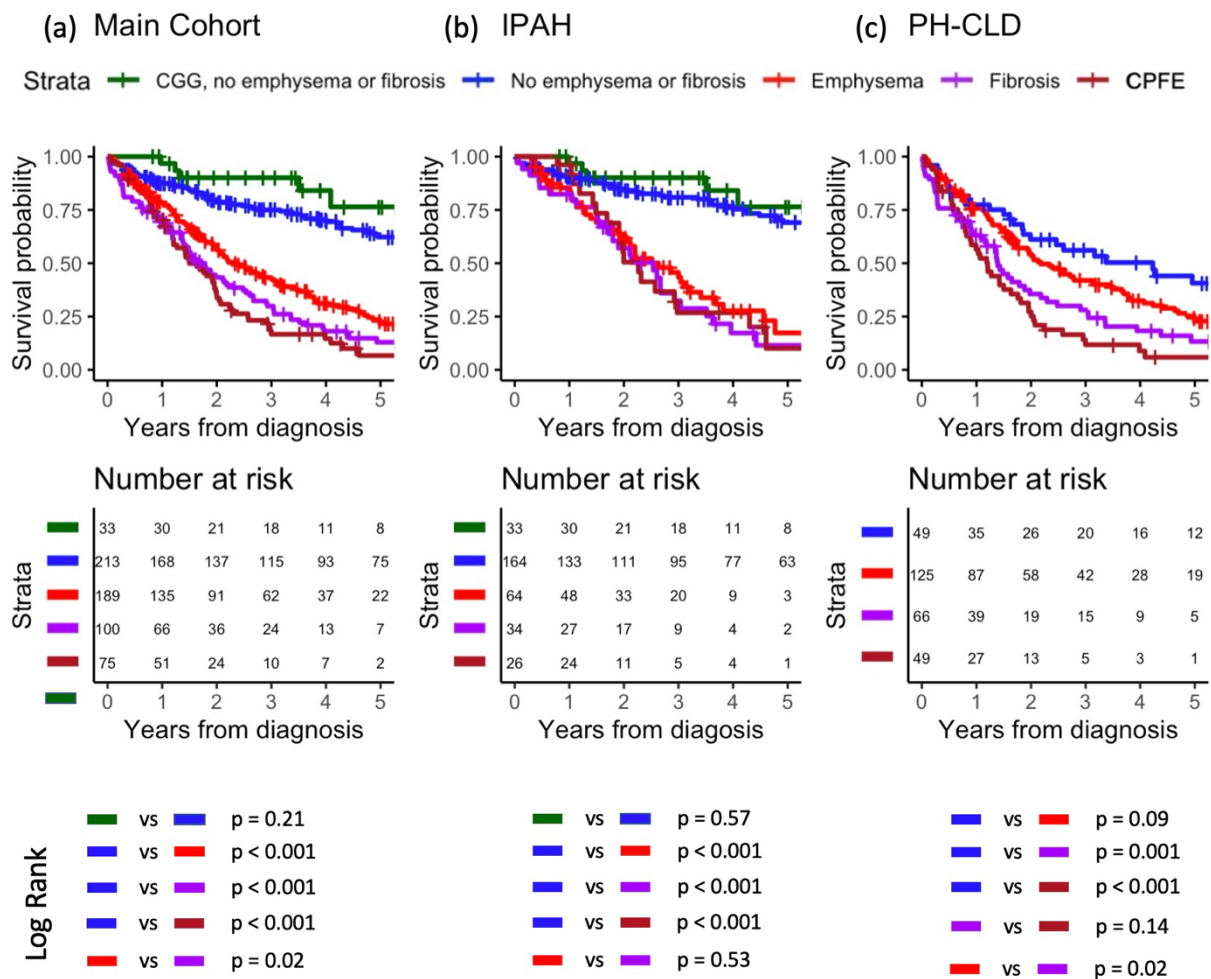 (a) Main Cohort (b) IPAH (c) PH-CLD
Strata CGG, no emphysema or fibrosis No emphysema or fibrosis Emphysema Fibrosis CPFE
Survival probability
1.00
0.75
0.50
0.25
0.00
0 1 2 3 4 5
Years from diagnosis
Survival probability
1.00
0.75
0.50
0.25
0.00
0 1 2 3 4 5
Years from diagosis
Survival probability
1.00
0.75
0.50
0.25
0.00
0 1 2 3 4 5
Years from diagnosis
Number at risk
Strata
33 30 21 18 11 8
213 168 137 115 93 75
189 135 91 62 37 22
100 66 36 24 13 7
75 51 24 10 7 2
0 1 2 3 4 5
Years from diagnosis
Number at risk
Strata
33 30 21 18 11 8
164 133 111 95 77 63
64 48 33 20 9 3
34 27 17 9 4 2
26 24 11 5 4 1
0 1 2 3 4 5
Years from diagnosis
Number at risk
Strata
49 35 26 20 16 12
125 87 58 42 28 19
66 39 19 15 9 5
49 27 13 5 3 1
0 1 2 3 4 5
Years from diagnosis
Log Rank
vs p = 0.21
vs p < 0.001
vs p < 0.001
vs p < 0.001
vs p = 0.02
vs p = 0.57
vs p < 0.001
vs p < 0.001
vs p < 0.001
vs p = 0.53
vs p = 0.09
vs p = 0.001
vs p < 0.001
vs p = 0.14
vs p = 0.02